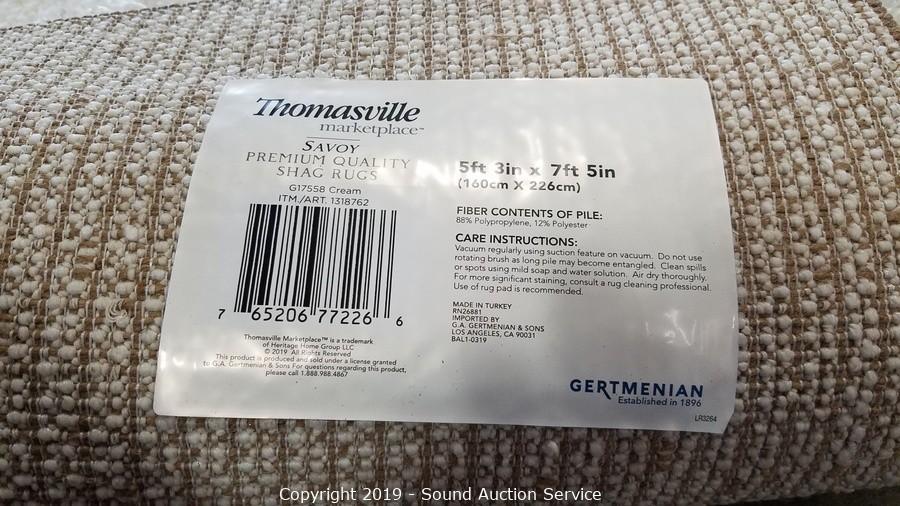 Thomasville
marketplace™
SAVOY
PREMIUM QUALITY
SHAG RUGS
G17558 Cream
ITM./ART. 1318762
7 65206 77226 6
Thomasville Marketplace™ is a trademark
of Heritage Home Group LLC
© 2019 All Rights Reserved
This product is produced and sold under a license granted
to G.A. Gertmenian & Sons For questions regarding this product,
please call 1.888.988.4867
5ft 3in x 7ft 5in
(160cm X 226cm)
FIBER CONTENTS OF PILE:
88% Polypropylene, 12% Polyester
CARE INSTRUCTIONS:
Vacuum regularly using suction feature on vacuum. Do not use
rotating brush as long pile may become entangled. Clean spills
or spots using mild soap and water solution. Air dry thoroughly.
For more significant staining, consult a rug cleaning professional.
Use of rug pad is recommended.
MADE IN TURKEY
RN26881
IMPORTED BY
G.A. GERTMENIAN & SONS
LOS ANGELES, CA 90031
BAL1-0319
GERTMENIAN
Established in 1896
LR3264
Copyright 2019 - Sound Auction Service